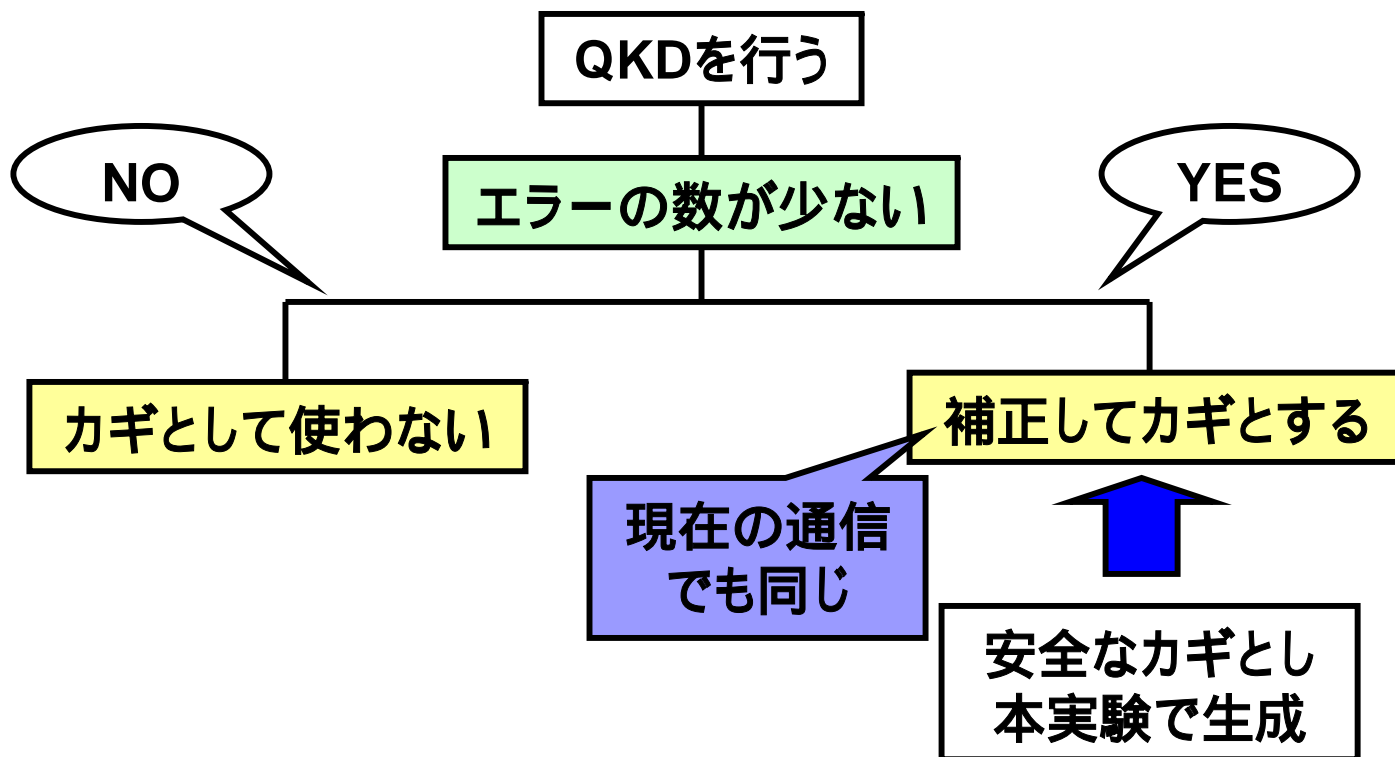 QKDを行う
NO
エラーの数が少ない
YES
カギとして使わない
補正してカギとする
現在の通信
でも同じ
安全なカギとし
本実験で生成